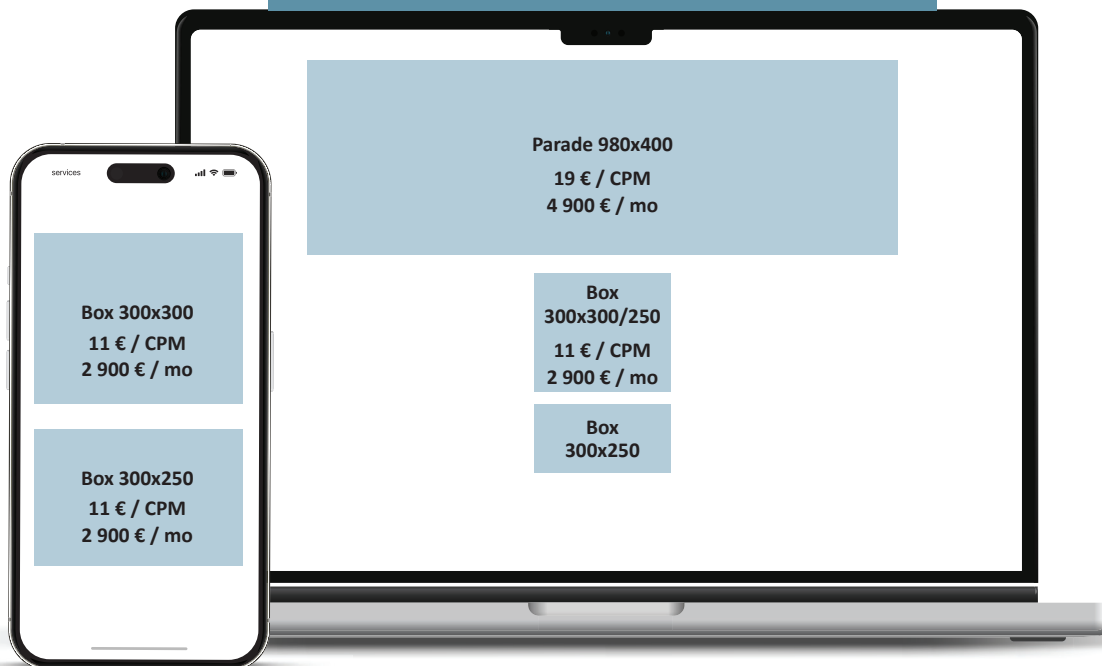 Parade 980x400
19 € / CPM
4 900 € / mo
services
Box 300x300
11 € / CPM
2 900 € / mo
Box 300x250
11 € / CPM
2 900 € / mo
Box
300x300/250
11 € / CPM
2 900 € / mo
Box
300x250